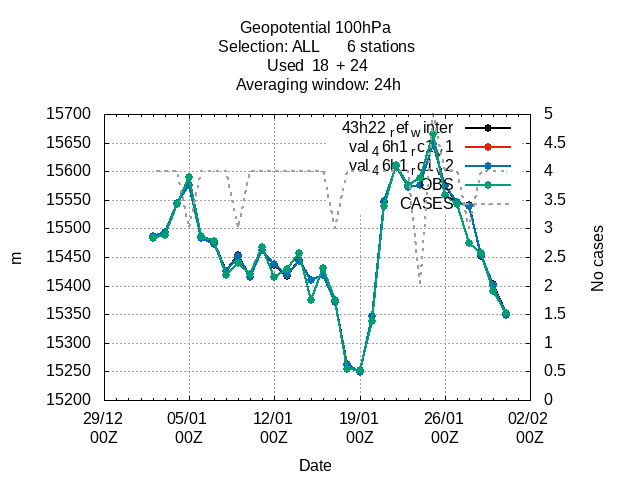 Geopotential 100hPa
Selection: ALL 6 stations
Used 18 + 24
Averaging window: 24h
15700
15650
15600
15550
15500
15450
15400
15350
15300
15250
15200
m
5
4.5
4
3.5
3
2.5
2
1.5
1
0.5
0
No cases
43h22refwinter
val46h1rc1v1
val46h1rc1v2
OBS
CASES
29/12 05/01 12/01 19/01 26/01 02/02
00Z 00Z 00Z 00Z 00Z 00Z
Date